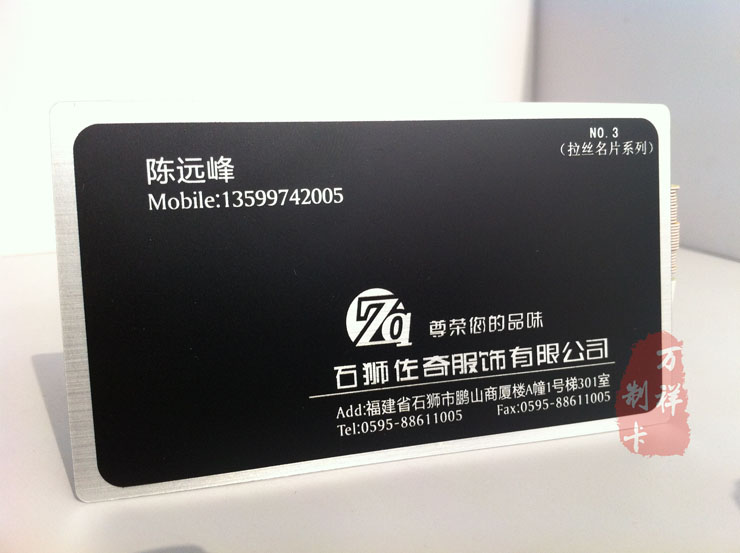 NO.3
（拉丝名片系列）
陈远峰
Mobile:13599742005
Zq 尊荣您的品味
石狮佐奇服饰有限公司
Add:福建省石狮市鹏山商厦楼A幢1号梯301室
Tel:0595-88611005 Fax:0595-88611005
万祥
制卡